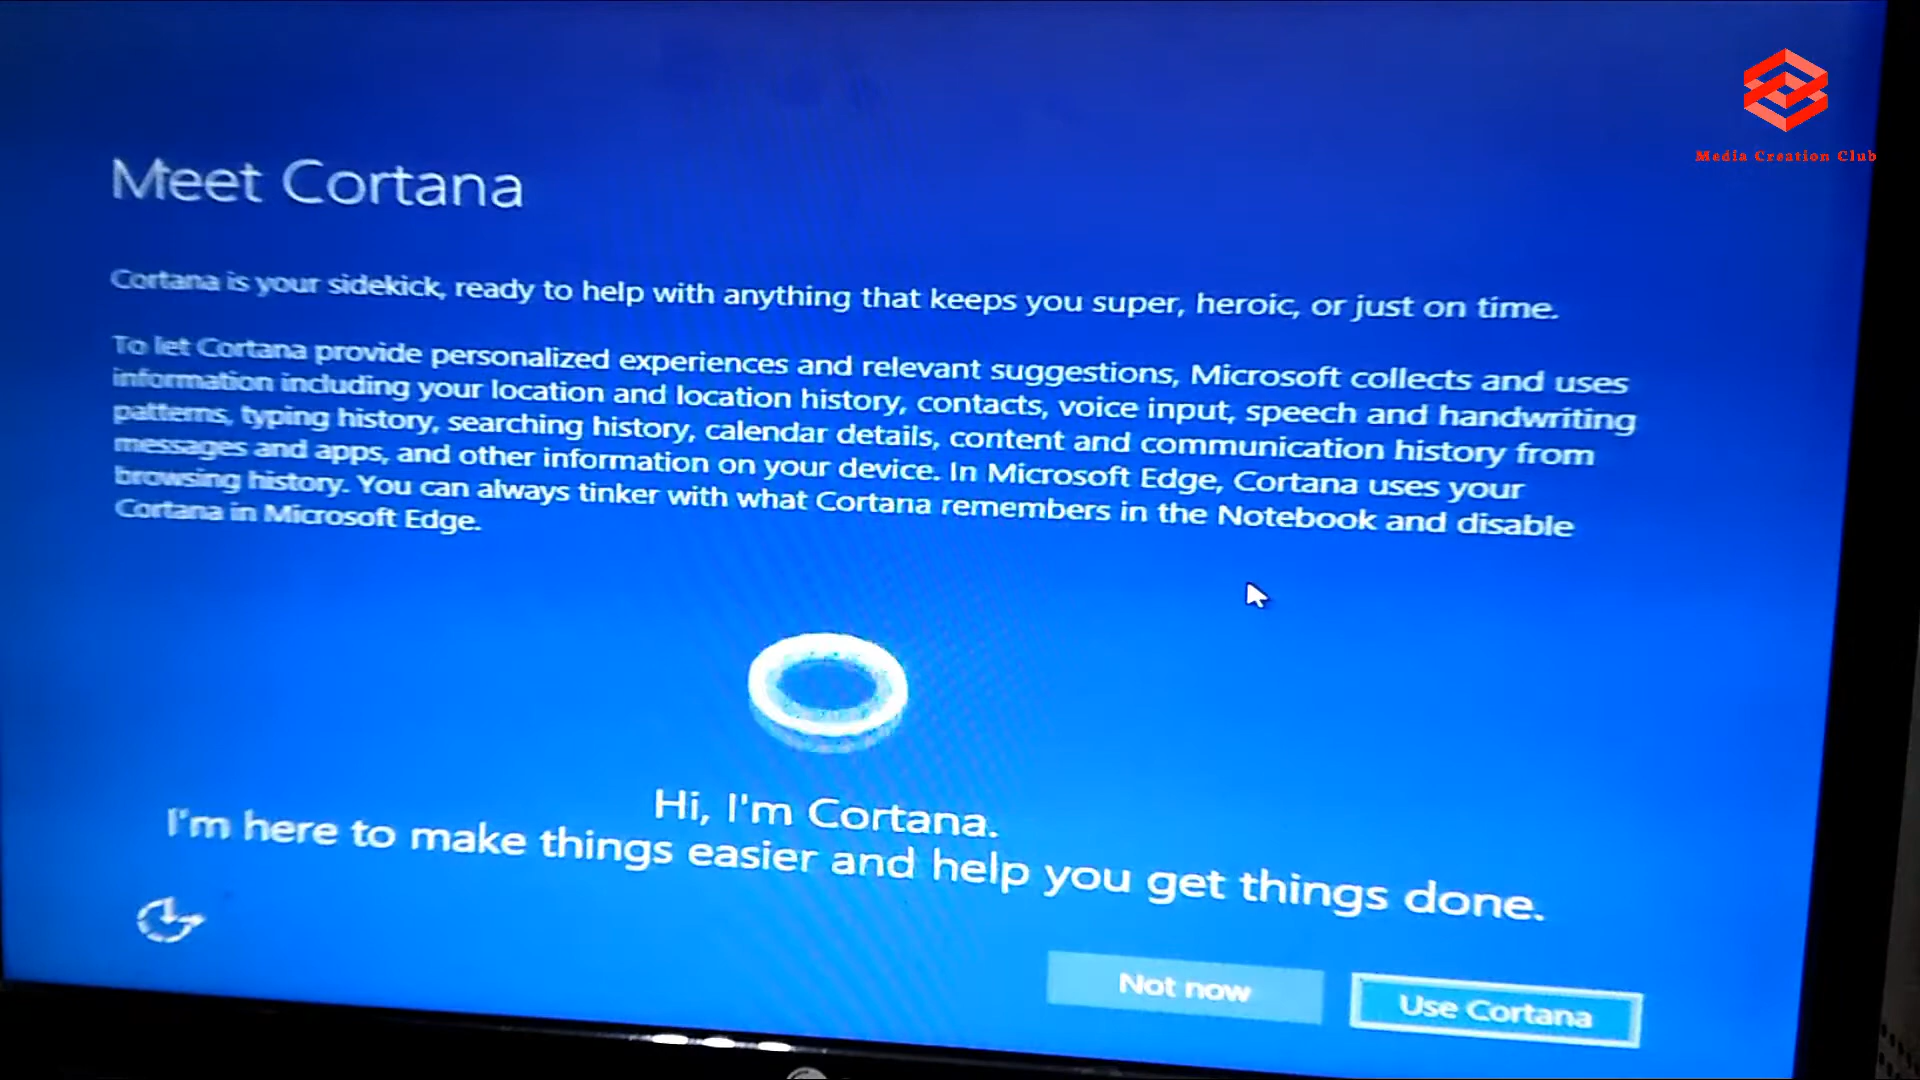 Media Creation Club
Meet Cortana
Cortana is your sidekick, ready to help with anything that keeps you super, heroic, or just on time.
To let Cortana provide personalized experiences and relevant suggestions, Microsoft collects and uses
information including your location and location history, contacts, voice input, speech and handwriting
patterns, typing history, searching history, calendar details, content and communication history from
messages and apps, and other information on your device. In Microsoft Edge, Cortana uses your
browsing history. You can always tinker with what Cortana remembers in the Notebook and disable
Cortana in Microsoft Edge.
Hi, I'm Cortana.
I'm here to make things easier and help you get things done.
Not now
Use Cortana